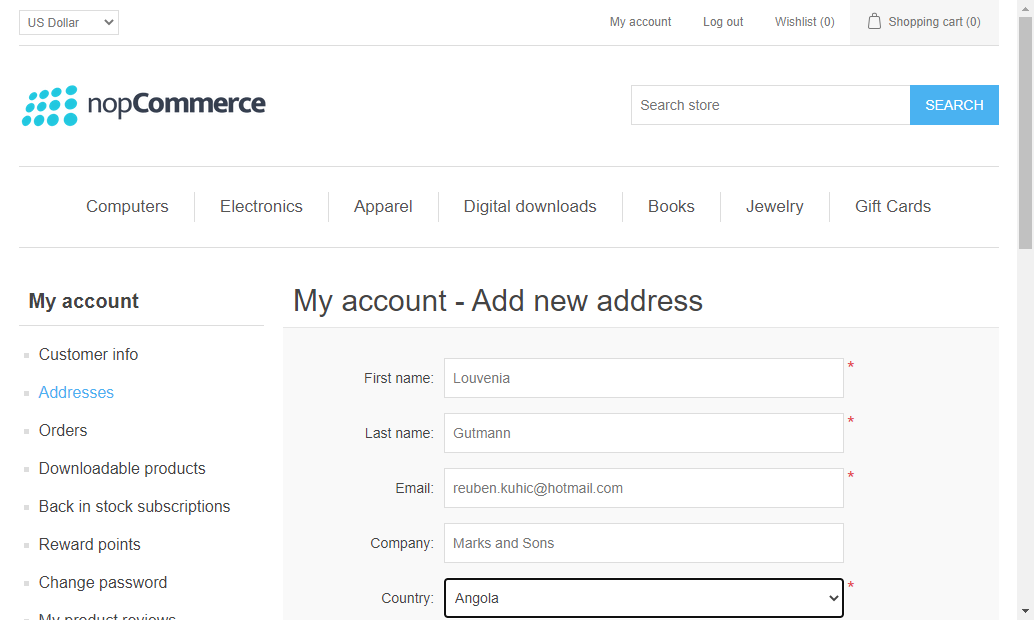 US Dollar
My account
Log out
Wishlist (0)
Shopping cart (0)
nopCommerce
Search store
SEARCH
Computers
Electronics
Apparel
Digital downloads
Books
Jewelry
Gift Cards
My account
Customer info
Addresses
Orders
Downloadable products
Back in stock subscriptions
Reward points
Change password
My product reviews
My account - Add new address
First name: Louvenia *
Last name: Gutmann *
Email: reuben.kuhic@hotmail.com *
Company: Marks and Sons
Country: Angola *